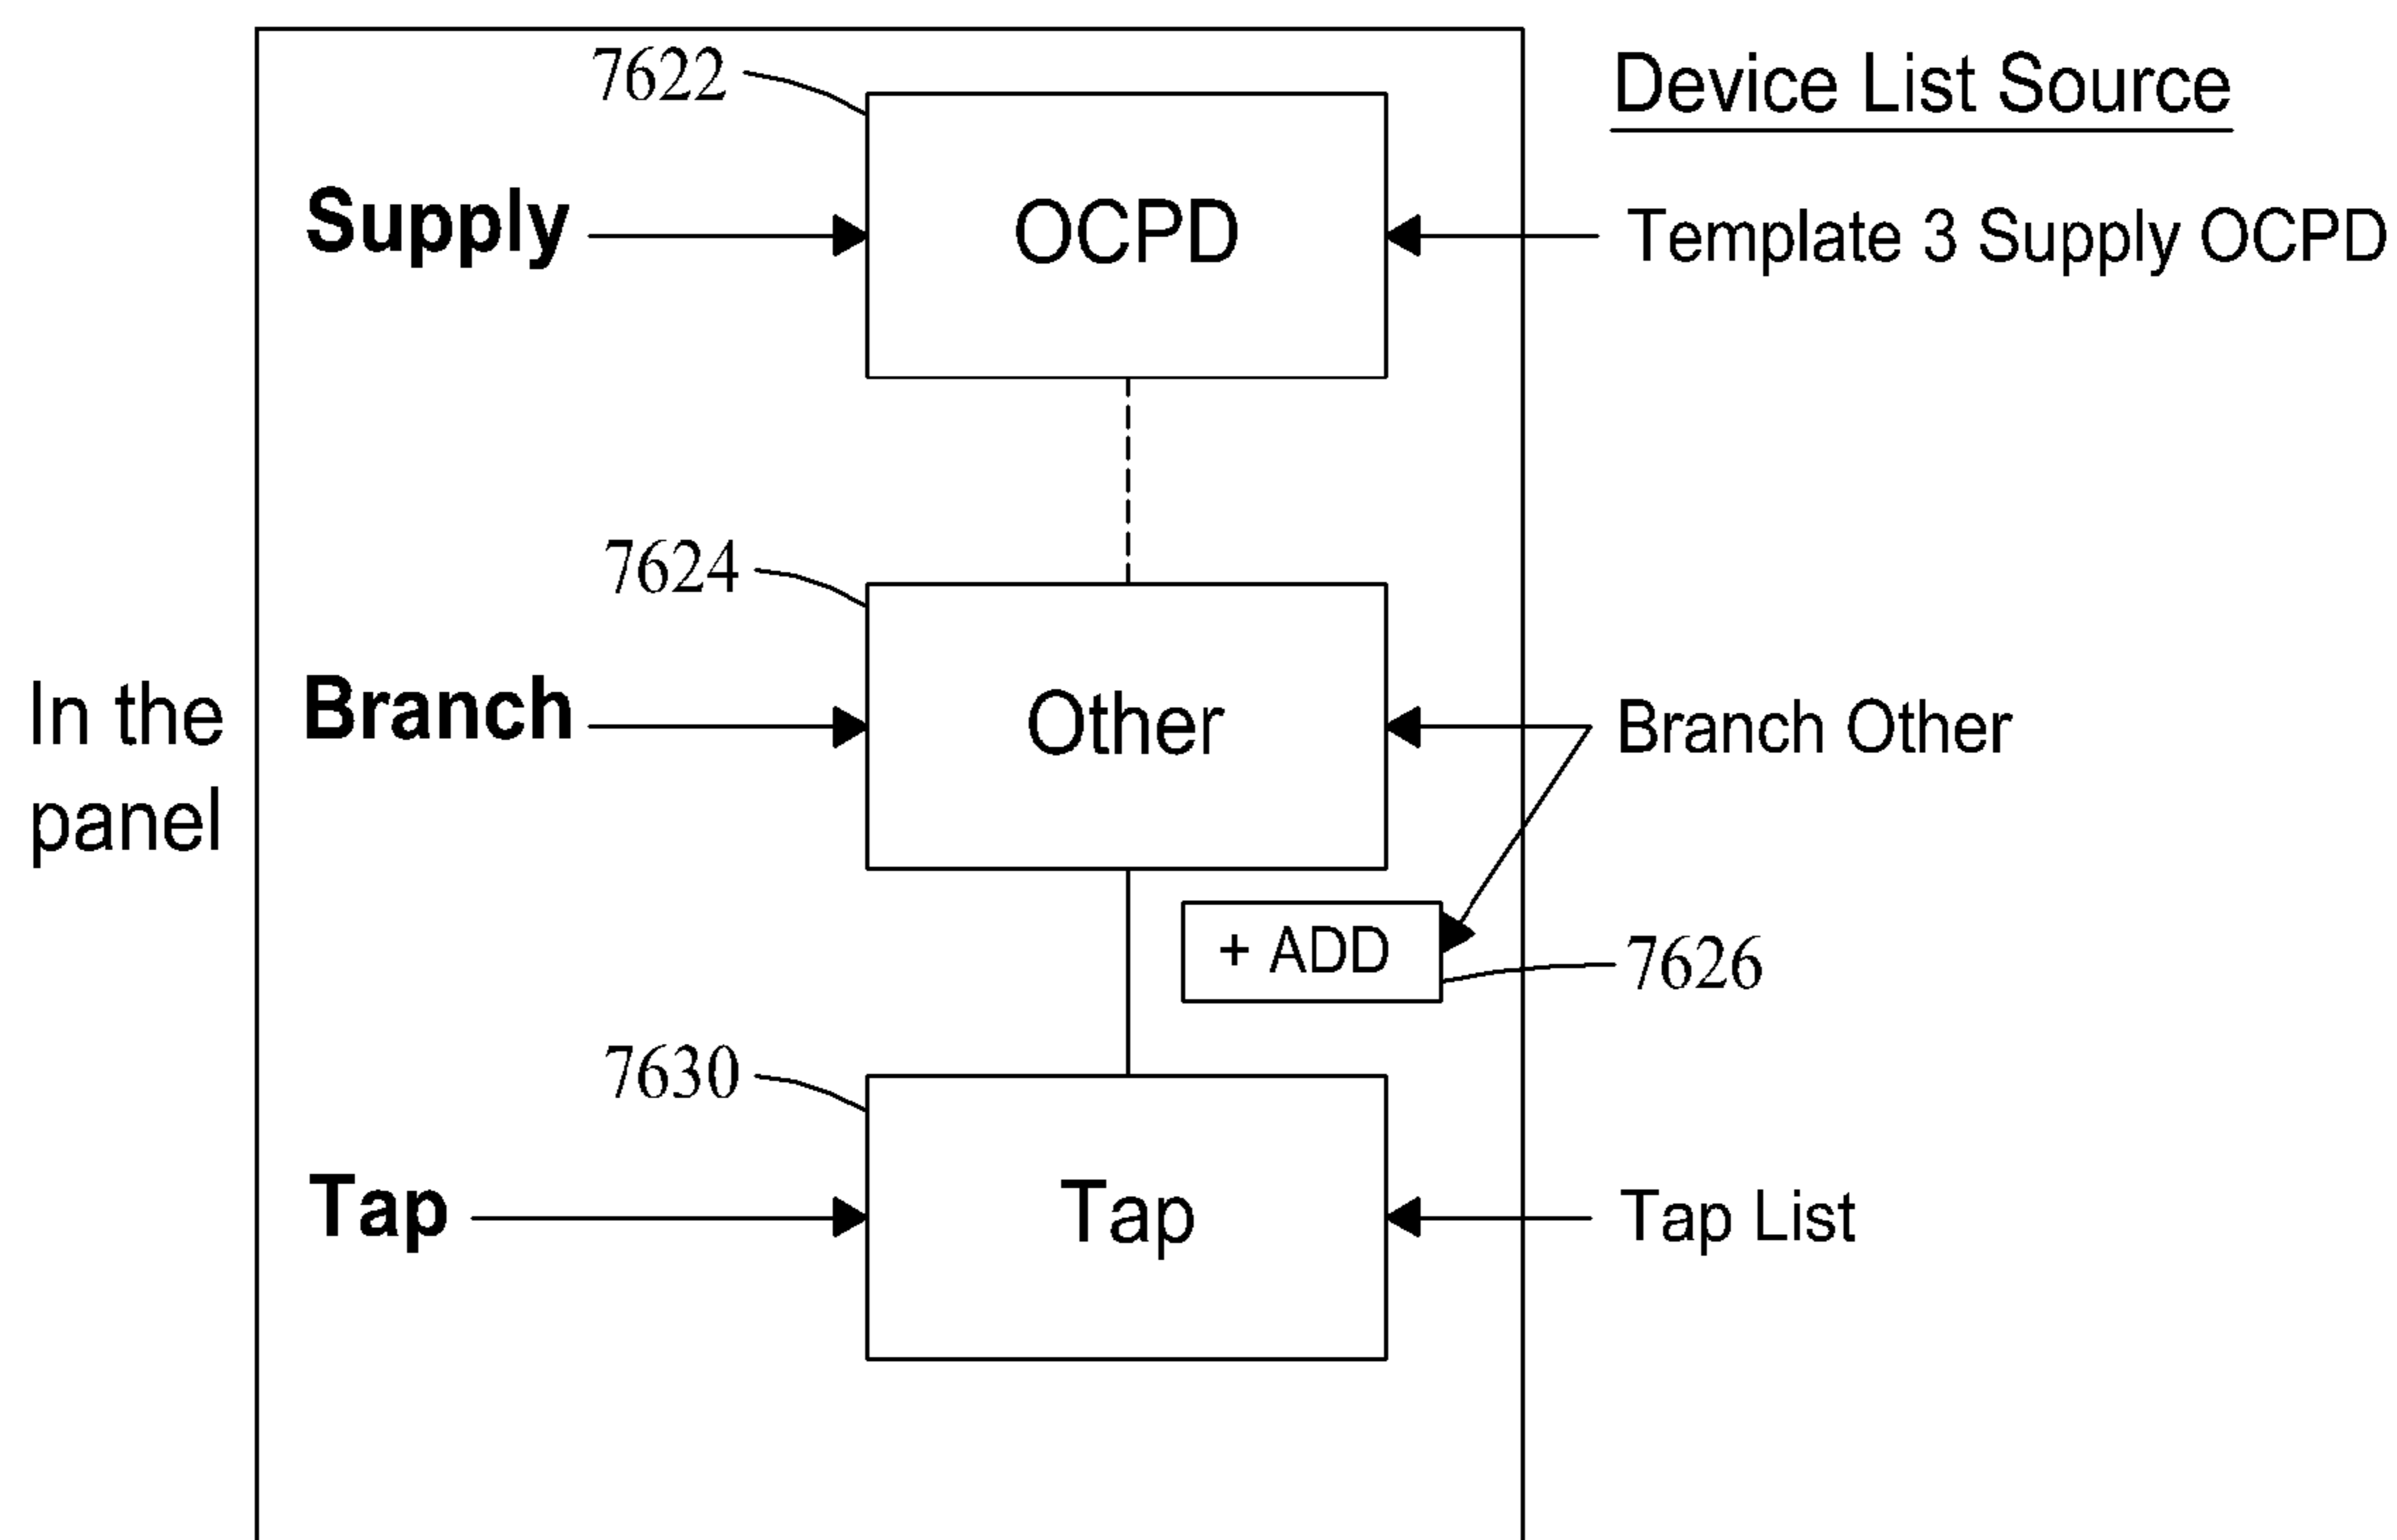 7622
Device List Source
Supply
OCPD
Template 3 Supply OCPD
7624
In the
panel
Branch
Other
Branch Other
+ ADD
7626
7630
Tap
Tap
Tap List